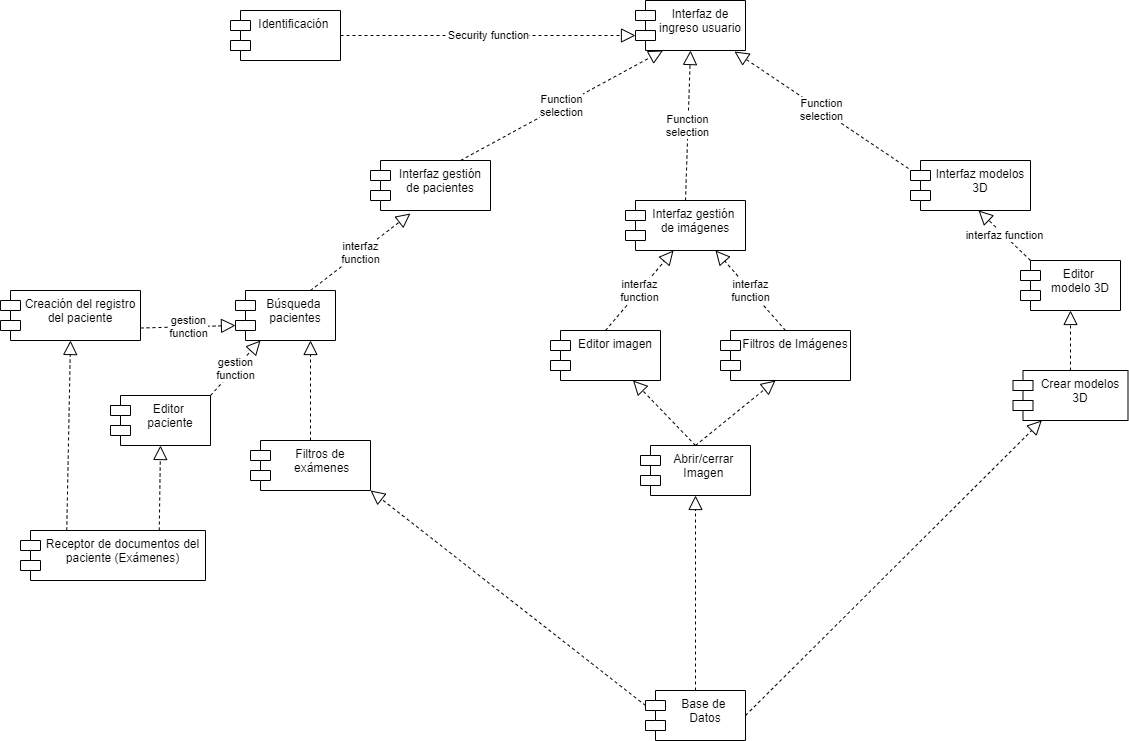 Identificación
Security function
Interfaz de
ingreso usuario
Function
selection
Function
selection
Function
selection
Interfaz gestión
de pacientes
Interfaz gestión
de imágenes
Interfaz modelos
3D
interfaz
function
interfaz function
interfaz
function
interfaz
function
Creación del registro
del paciente
gestion
function
Búsqueda
pacientes
Editor
modelo 3D
Editor imagen
Filtros de Imágenes
gestion
function
Editor
paciente
Crear modelos
3D
Filtros de
exámenes
Abrir/cerrar
Imagen
Receptor de documentos del
paciente (Exámenes)
Base de
Datos